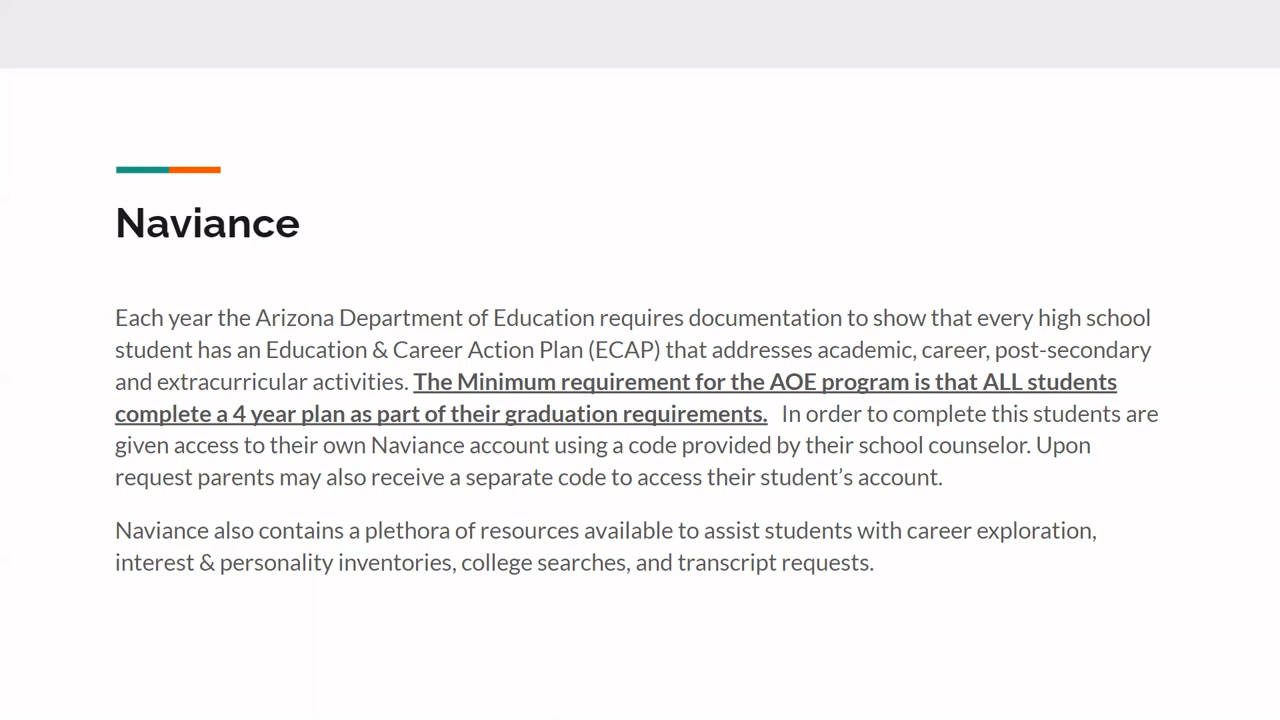 Naviance
Each year the Arizona Department of Education requires documentation to show that every high school
student has an Education & Career Action Plan (ECAP) that addresses academic, career, post-secondary
and extracurricular activities. The Minimum requirement for the AOE program is that ALL students
complete a 4 year plan as part of their graduation requirements.   In order to complete this students are
given access to their own Naviance account using a code provided by their school counselor. Upon
request parents may also receive a separate code to access their student’s account.
Naviance also contains a plethora of resources available to assist students with career exploration,
interest & personality inventories, college searches, and transcript requests.